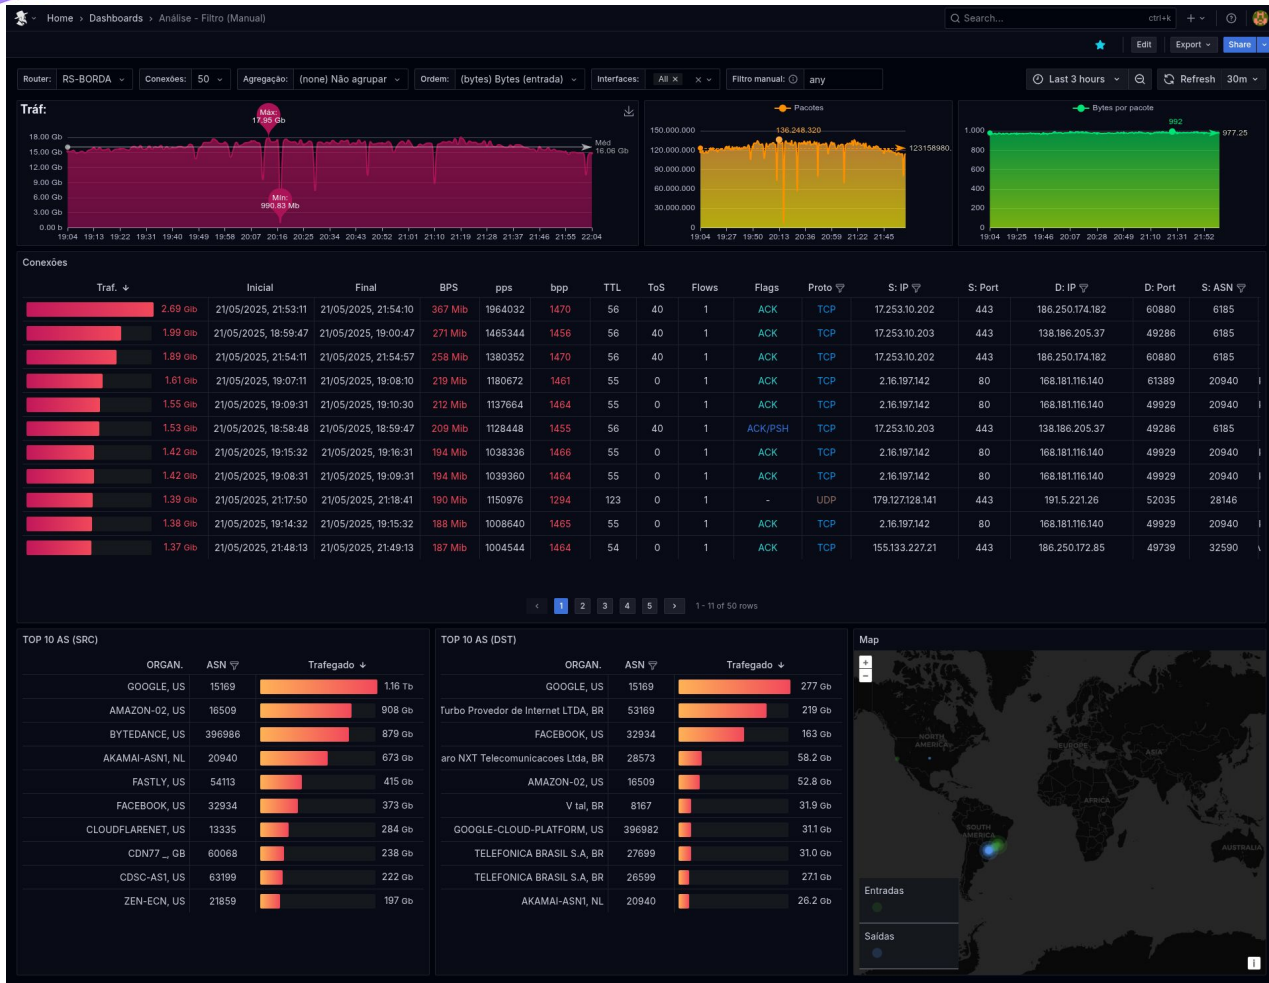 Home › Dashboards › Análise - Filtro (Manual)
Search... ctrl+k
Edit Export Share
Router: RS-BORDA Conexões: 50 Agregação: (none) Não agrupar Ordem: (bytes) Bytes (entrada) Interfaces: All × × Filtro manual: any Last 3 hours Refresh 30m
Tráf:
Máx:
17.95 Gb
Méd
16.06 Gb
Mín:
990.83 Mb
18.00 Gb
15.00 Gb
12.00 Gb
9.00 Gb
6.00 Gb
3.00 Gb
0.00 b
19:04 19:13 19:22 19:31 19:40 19:49 19:58 20:07 20:16 20:25 20:34 20:43 20:52 21:01 21:10 21:19 21:28 21:37 21:46 21:55 22:04
Pacotes
136.248.320
123158980.
150.000.000
120.000.000
90.000.000
60.000.000
30.000.000
0
19:04 19:27 19:50 20:13 20:36 20:59 21:22 21:45
Bytes por pacote
992
977.25
1.000
800
600
400
200
0
19:04 19:25 19:46 20:07 20:28 20:49 21:10 21:31 21:52
Conexões
Traf. ↓ Inicial Final BPS pps bpp TTL ToS Flows Flags Proto S: IP S: Port D: IP D: Port S: ASN
2.69 Gib 21/05/2025, 21:53:11 21/05/2025, 21:54:10 367 Mib 1964032 1470 56 40 1 ACK TCP 17.253.10.202 443 186.250.174.182 60880 6185
1.99 Gib 21/05/2025, 18:59:47 21/05/2025, 19:00:47 271 Mib 1465344 1456 56 40 1 ACK TCP 17.253.10.203 443 138.186.205.37 49286 6185
1.89 Gib 21/05/2025, 21:54:11 21/05/2025, 21:54:57 258 Mib 1380352 1470 56 40 1 ACK TCP 17.253.10.202 443 186.250.174.182 60880 6185
1.61 Gib 21/05/2025, 19:07:11 21/05/2025, 19:08:10 219 Mib 1180672 1461 55 0 1 ACK TCP 2.16.197.142 80 168.181.116.140 61389 20940
1.55 Gib 21/05/2025, 19:09:31 21/05/2025, 19:10:30 212 Mib 1137664 1464 55 0 1 ACK TCP 2.16.197.142 80 168.181.116.140 49929 20940
1.53 Gib 21/05/2025, 18:58:48 21/05/2025, 18:59:47 209 Mib 1128448 1455 56 40 1 ACK/PSH TCP 17.253.10.203 443 138.186.205.37 49286 6185
1.42 Gib 21/05/2025, 19:15:32 21/05/2025, 19:16:31 194 Mib 1038336 1466 55 0 1 ACK TCP 2.16.197.142 80 168.181.116.140 49929 20940
1.42 Gib 21/05/2025, 19:08:31 21/05/2025, 19:09:31 194 Mib 1039360 1464 55 0 1 ACK TCP 2.16.197.142 80 168.181.116.140 49929 20940
1.39 Gib 21/05/2025, 21:17:50 21/05/2025, 21:18:41 190 Mib 1150976 1294 123 0 1 - UDP 179.127.128.141 443 191.5.221.26 52035 28146
1.38 Gib 21/05/2025, 19:14:32 21/05/2025, 19:15:32 188 Mib 1008640 1465 55 0 1 ACK TCP 2.16.197.142 80 168.181.116.140 49929 20940
1.37 Gib 21/05/2025, 21:48:13 21/05/2025, 21:49:13 187 Mib 1004544 1464 54 0 1 ACK TCP 155.133.227.21 443 186.250.172.85 49739 32590
‹ 1 2 3 4 5 › 1 - 11 of 50 rows
TOP 10 AS (SRC)
ORGAN. ASN Trafegado ↓
GOOGLE, US 15169 1.16 Tb
AMAZON-02, US 16509 908 Gb
BYTEDANCE, US 396986 879 Gb
AKAMAI-ASN1, NL 20940 673 Gb
FASTLY, US 54113 415 Gb
FACEBOOK, US 32934 373 Gb
CLOUDFLARENET, US 13335 284 Gb
CDN77 _, GB 60068 238 Gb
CDSC-AS1, US 63199 222 Gb
ZEN-ECN, US 21859 197 Gb
TOP 10 AS (DST)
ORGAN. ASN Trafegado ↓
GOOGLE, US 15169 277 Gb
Turbo Provedor de Internet LTDA, BR 53169 219 Gb
FACEBOOK, US 32934 163 Gb
aro NXT Telecomunicacoes Ltda, BR 28573 58.2 Gb
AMAZON-02, US 16509 52.8 Gb
V tal, BR 8167 31.9 Gb
GOOGLE-CLOUD-PLATFORM, US 396982 31.1 Gb
TELEFONICA BRASIL S.A, BR 27699 31.0 Gb
TELEFONICA BRASIL S.A, BR 26599 27.1 Gb
AKAMAI-ASN1, NL 20940 26.2 Gb
Map
+
−
NORTH
AMERICA
EUROPE
ASIA
AFRICA
SOUTH
AMERICA
AUSTRALIA
Entradas
Saídas
i